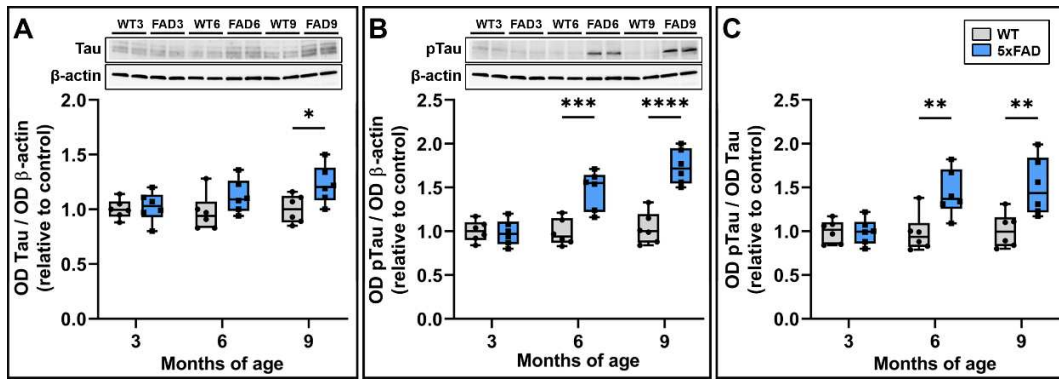 A
WT3 FAD3 WT6 FAD6 WT9 FAD9
Tau
β-actin
2.0
1.5
1.0
0.5
0.0
OD Tau / OD β-actin
(relative to control)
*
3 6 9
Months of age
B
WT3 FAD3 WT6 FAD6 WT9 FAD9
pTau
β-actin
2.5
2.0
1.5
1.0
0.5
0.0
OD pTau / OD β-actin
(relative to control)
*** ****
3 6 9
Months of age
C
WT
5xFAD
2.5
2.0
1.5
1.0
0.5
0.0
OD pTau / OD Tau
(relative to control)
** **
3 6 9
Months of age